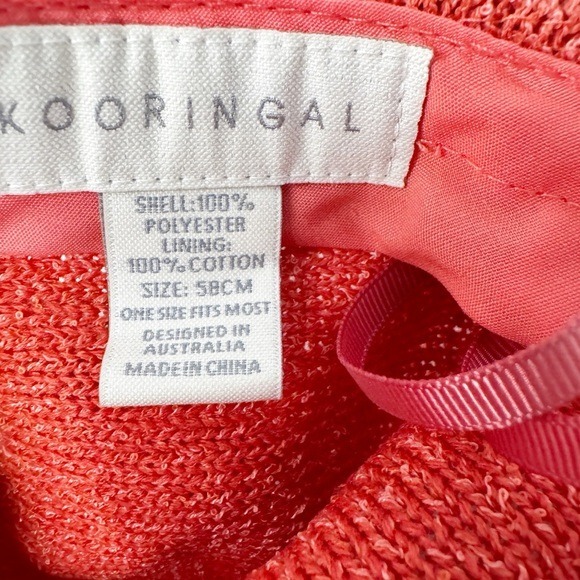 KOORINGAL
SHELL:100%
POLYESTER
LINING:
100% COTTON
SIZE: 58CM
ONE SIZE FITS MOST
DESIGNED IN
AUSTRALIA
MADE IN CHINA